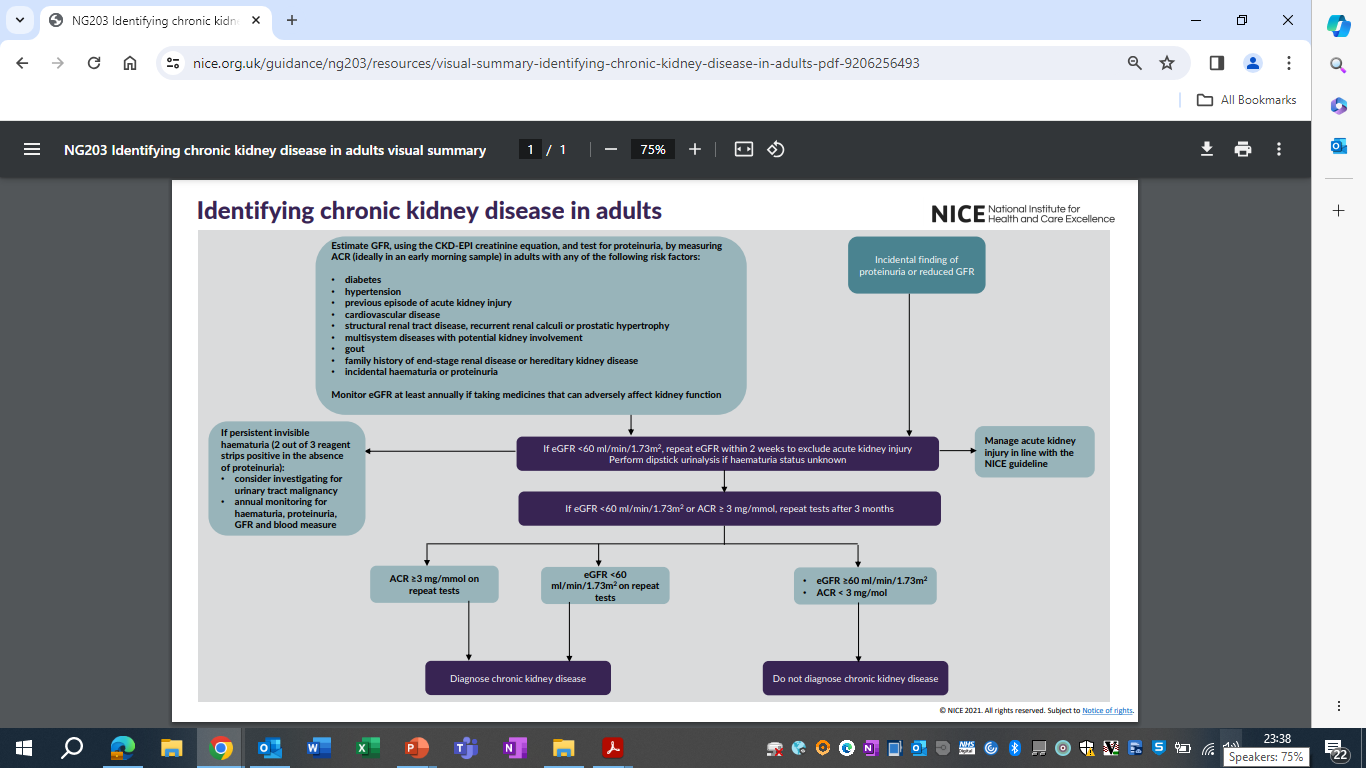 NG203 Identifying chronic kidn
nice.org.uk/guidance/ng203/resources/visual-summary-identifying-chronic-kidney-disease-in-adults-pdf-9206256493
All Bookmarks
NG203 Identifying chronic kidney disease in adults visual summary
1 / 1
75%
Identifying chronic kidney disease in adults
NICE National Institute for
Health and Care Excellence
Estimate GFR, using the CKD-EPI creatinine equation, and test for proteinuria, by measuring
ACR (ideally in an early morning sample) in adults with any of the following risk factors:
• diabetes
• hypertension
• previous episode of acute kidney injury
• cardiovascular disease
• structural renal tract disease, recurrent renal calculi or prostatic hypertrophy
• multisystem diseases with potential kidney involvement
• gout
• family history of end-stage renal disease or hereditary kidney disease
• incidental haematuria or proteinuria
Monitor eGFR at least annually if taking medicines that can adversely affect kidney function
Incidental finding of
proteinuria or reduced GFR
If persistent invisible
haematuria (2 out of 3 reagent
strips positive in the absence
of proteinuria):
• consider investigating for
urinary tract malignancy
• annual monitoring for
haematuria, proteinuria,
GFR and blood measure
If eGFR <60 ml/min/1.73m², repeat eGFR within 2 weeks to exclude acute kidney injury
Perform dipstick urinalysis if haematuria status unknown
Manage acute kidney
injury in line with the
NICE guideline
If eGFR <60 ml/min/1.73m² or ACR ≥ 3 mg/mmol, repeat tests after 3 months
ACR ≥3 mg/mmol on
repeat tests
eGFR <60
ml/min/1.73m² on repeat
tests
• eGFR ≥60 ml/min/1.73m²
• ACR < 3 mg/mol
Diagnose chronic kidney disease
Do not diagnose chronic kidney disease
© NICE 2021. All rights reserved. Subject to Notice of rights.
23:38
Speakers: 75%
22